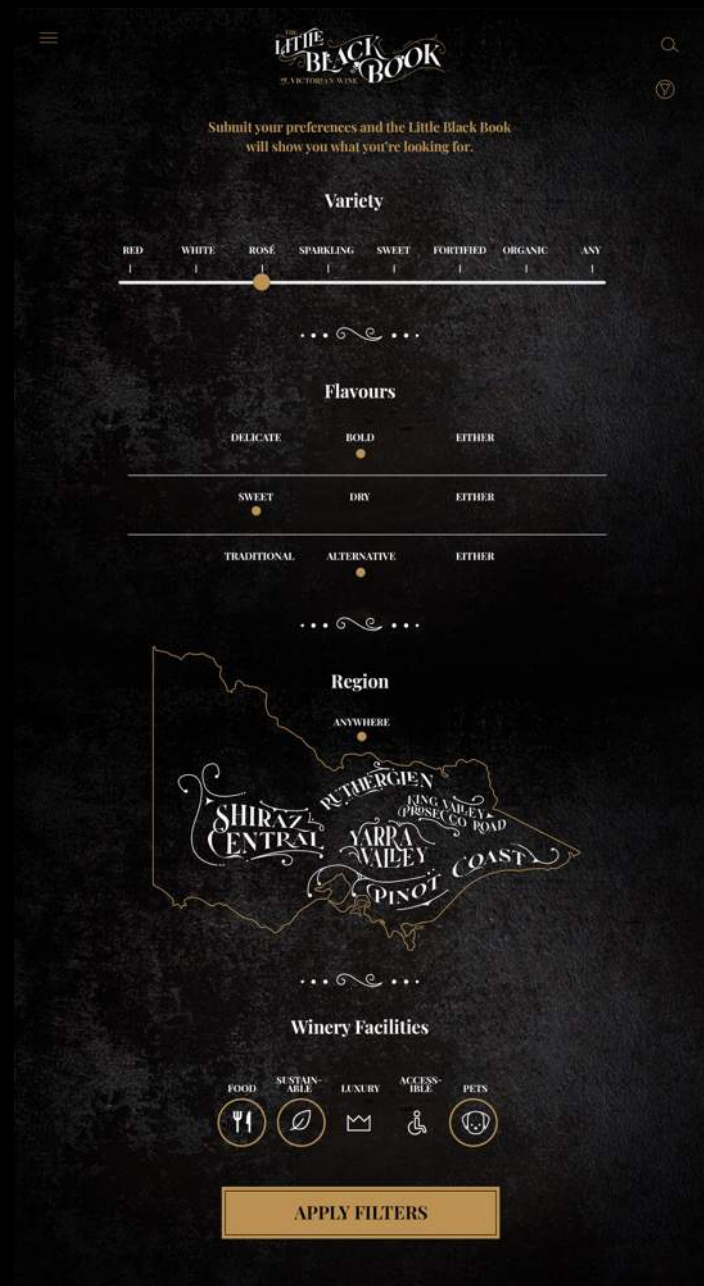 THE
LITTLE
BLACK
BOOK
OF VICTORIAN WINE
Submit your preferences and the Little Black Book
will show you what you're looking for.
Variety
RED WHITE ROSÉ SPARKLING SWEET FORTIFIED ORGANIC ANY
Flavours
DELICATE BOLD EITHER
SWEET DRY EITHER
TRADITIONAL ALTERNATIVE EITHER
Region
ANYWHERE
RUTHERGLEN
KING VALLEY
PROSECCO ROAD
SHIRAZ
CENTRAL
YARRA
VALLEY
PINOT COAST
Winery Facilities
FOOD SUSTAIN-
ABLE LUXURY ACCESS-
IBLE PETS
APPLY FILTERS